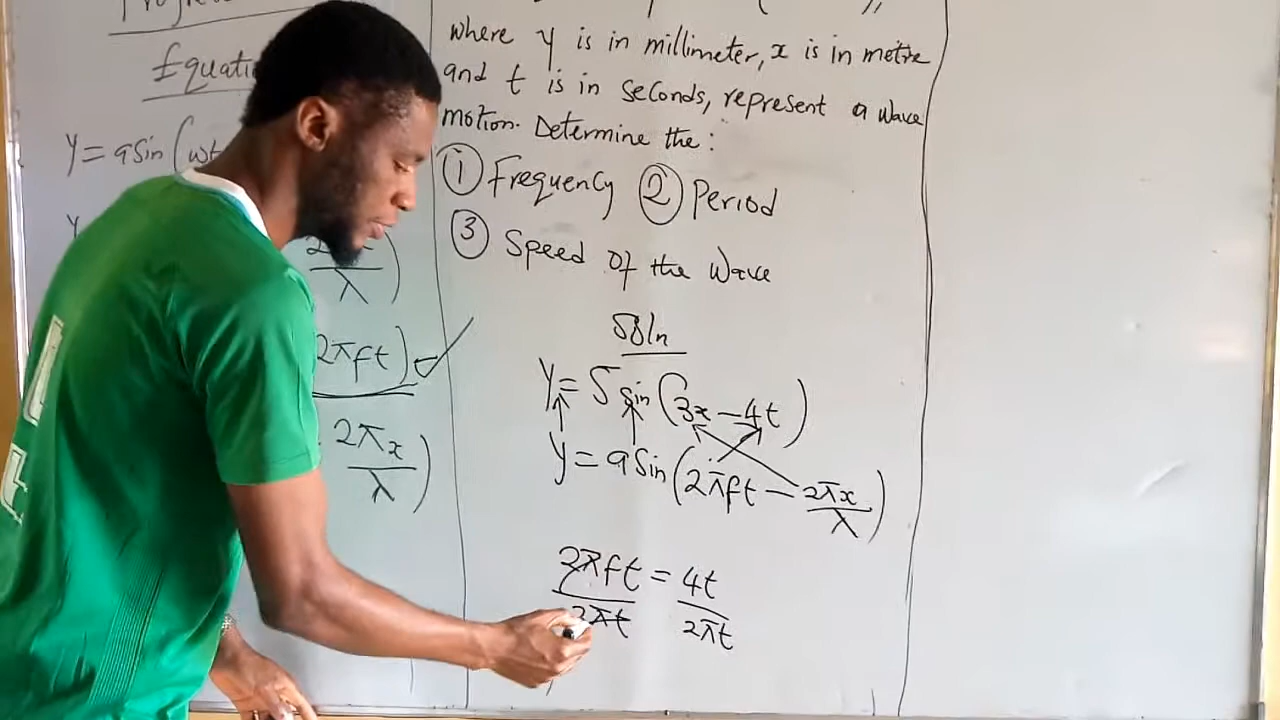 Equati
y = a sin (wt
y
λ )
2πft) ✓
2πx
λ )
where y is in millimeter, x is in metre
and t is in seconds, represent a wave
motion. Determine the :
① Frequency ② Period
③ Speed of the wave
Soln
y = 5 sin (3x - 4t)
y = a sin (2πft - 2πx
λ )
2πft = 4t
2πt 2πt